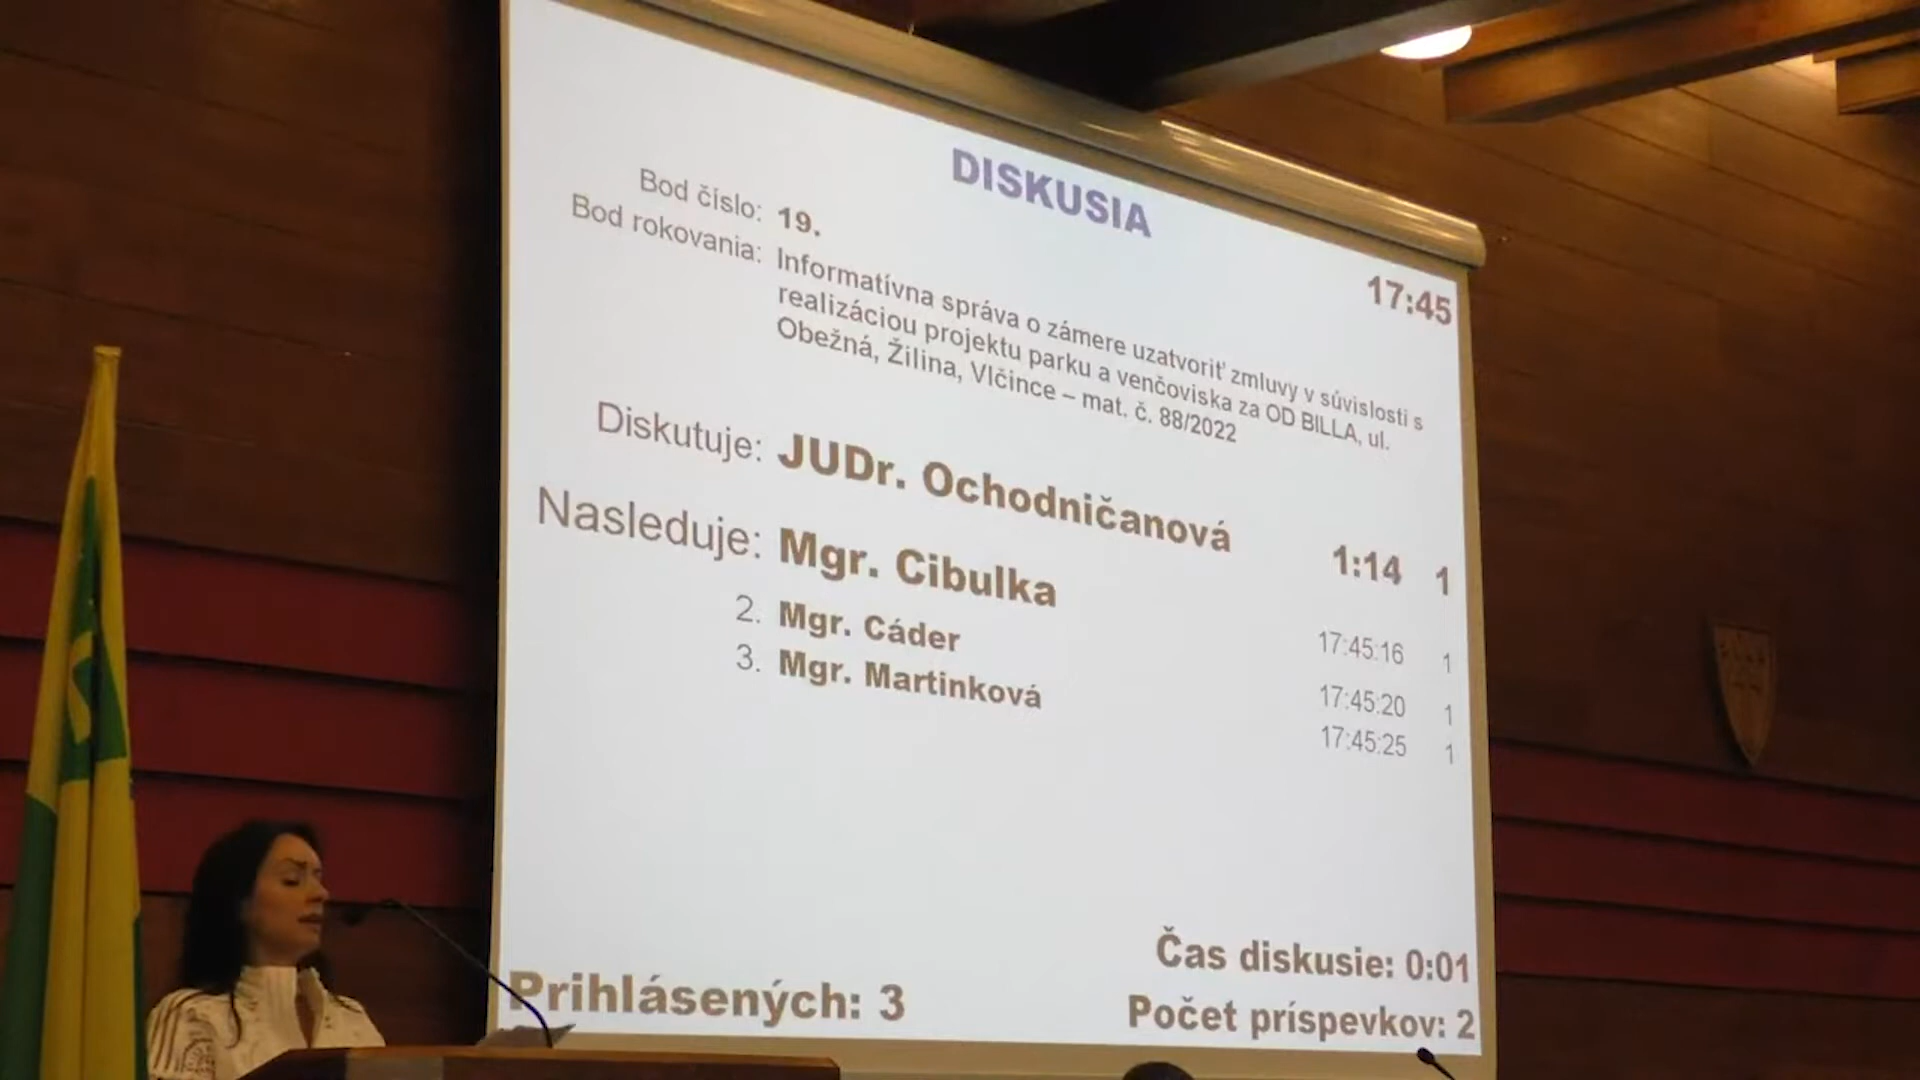 DISKUSIA
17:45
Bod číslo: 19.
Bod rokovania: Informatívna správa o zámere uzatvoriť zmluvy v súvislosti s
realizáciou projektu parku a venčoviska za OD BILLA, ul.
Obežná, Žilina, Vlčince – mat. č. 88/2022
Diskutuje: JUDr. Ochodničanová 1:14 1
Nasleduje: Mgr. Cibulka 17:45:16 1
2. Mgr. Cáder 17:45:20 1
3. Mgr. Martinková 17:45:25 1
Čas diskusie: 0:01
Prihlásených: 3 Počet príspevkov: 2